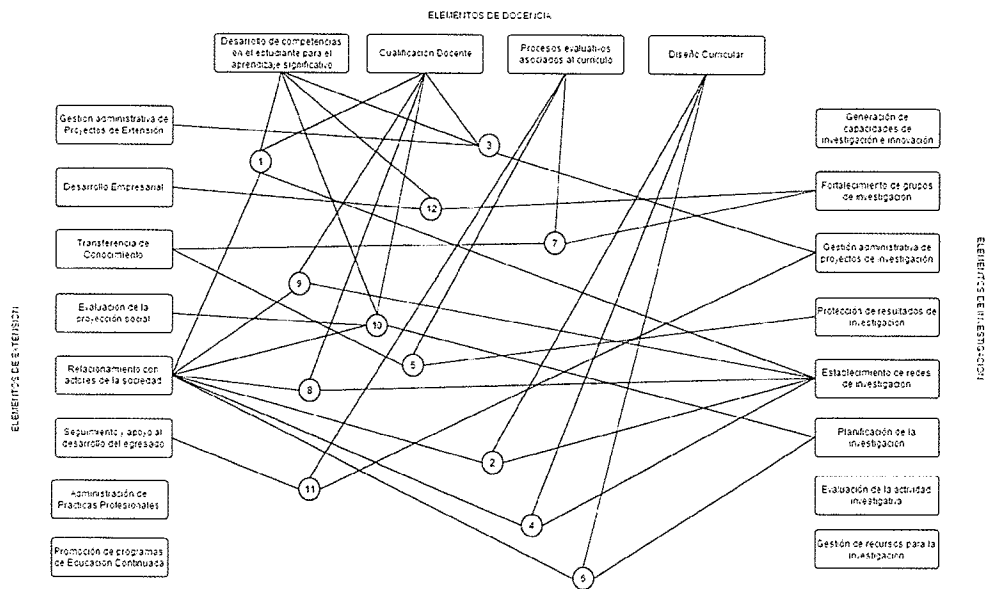 ELEMENTOS DE DOCENCIA
Desarrollo de competencias
en el estudiante para el
aprendizaje significativo
Cualificación Docente
Procesos evaluativos
asociados al currículo
Diseño Curricular
ELEMENTOS DE EXTENSION
Gestión administrativa de
Proyectos de Extensión
Desarrollo Empresarial
Transferencia de
Conocimiento
Evaluación de la
proyección social
Relacionamiento con
actores de la sociedad
Seguimiento y apoyo al
desarrollo del egresado
Administración de
Prácticas Profesionales
Promoción de programas
de Educación Continuada
3
1
12
7
9
10
5
8
2
11
4
6
Generación de
capacidades de
investigación e innovación
Fortalecimiento de grupos
de investigación
Gestión administrativa de
proyectos de investigación
Protección de resultados de
investigación
Establecimiento de redes
de investigación
Planificación de la
investigación
Evaluación de la actividad
investigativa
Gestión de recursos para la
investigación
ELEMENTOS DE INVESTIGACION